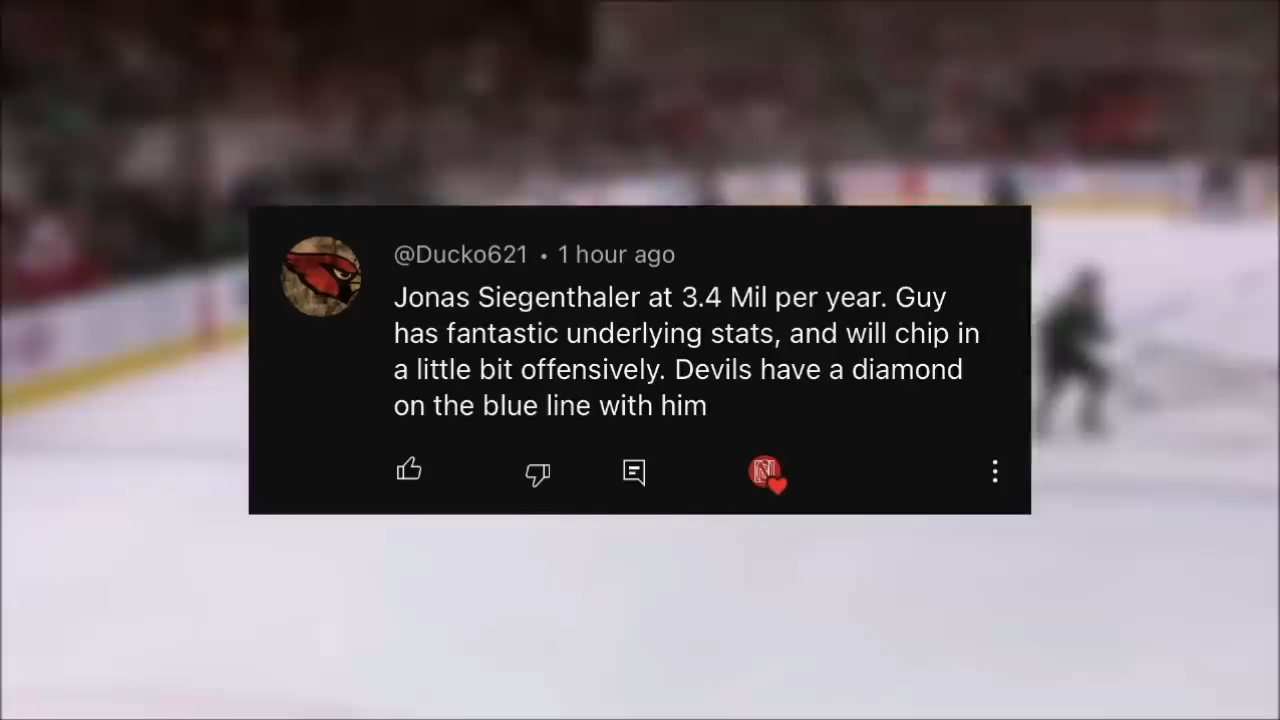 @Ducko621 • 1 hour ago
Jonas Siegenthaler at 3.4 Mil per year. Guy
has fantastic underlying stats, and will chip in
a little bit offensively. Devils have a diamond
on the blue line with him
N